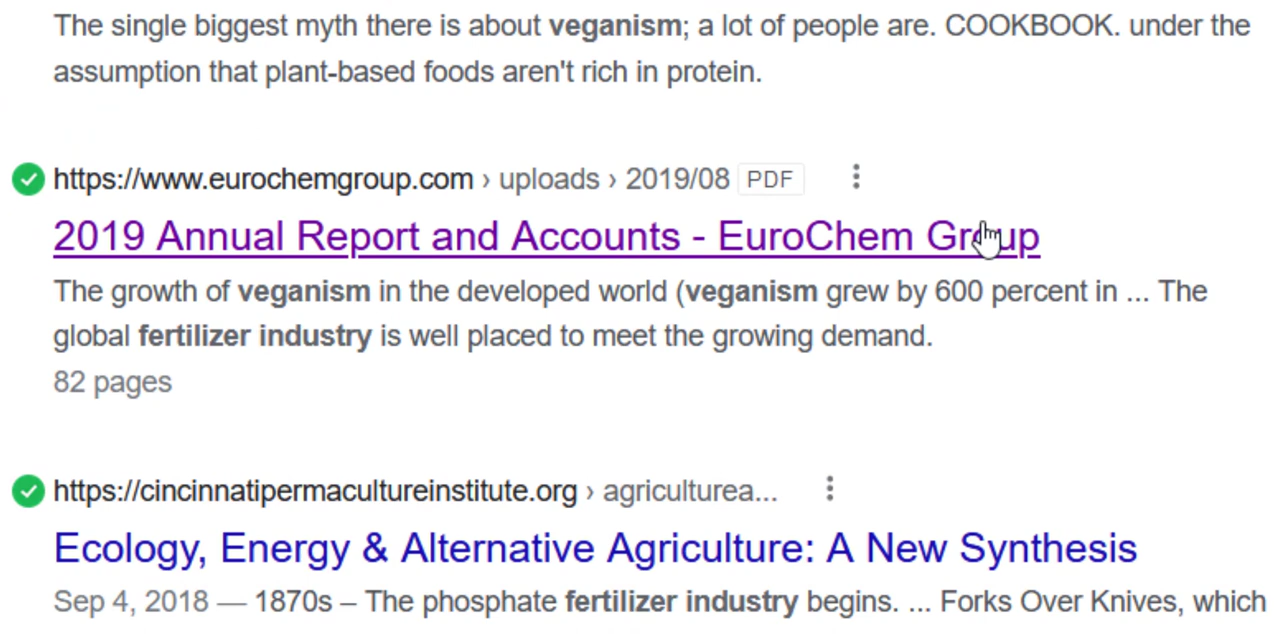 The single biggest myth there is about veganism; a lot of people are. COOKBOOK. under the
assumption that plant-based foods aren't rich in protein.
https://www.eurochemgroup.com › uploads › 2019/08 PDF
2019 Annual Report and Accounts - EuroChem Group
The growth of veganism in the developed world (veganism grew by 600 percent in ... The
global fertilizer industry is well placed to meet the growing demand.
82 pages
https://cincinnatipermacultureinstitute.org › agriculturea...
Ecology, Energy & Alternative Agriculture: A New Synthesis
Sep 4, 2018 — 1870s – The phosphate fertilizer industry begins. ... Forks Over Knives, which